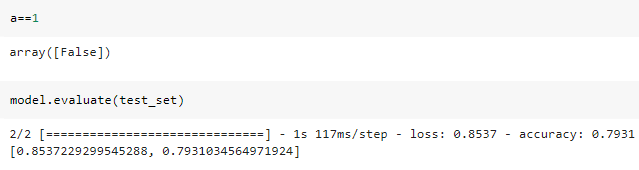 a==1
array([False])
model.evaluate(test_set)
2/2 [==============================] - 1s 117ms/step - loss: 0.8537 - accuracy: 0.7931
[0.8537229299545288, 0.7931034564971924]